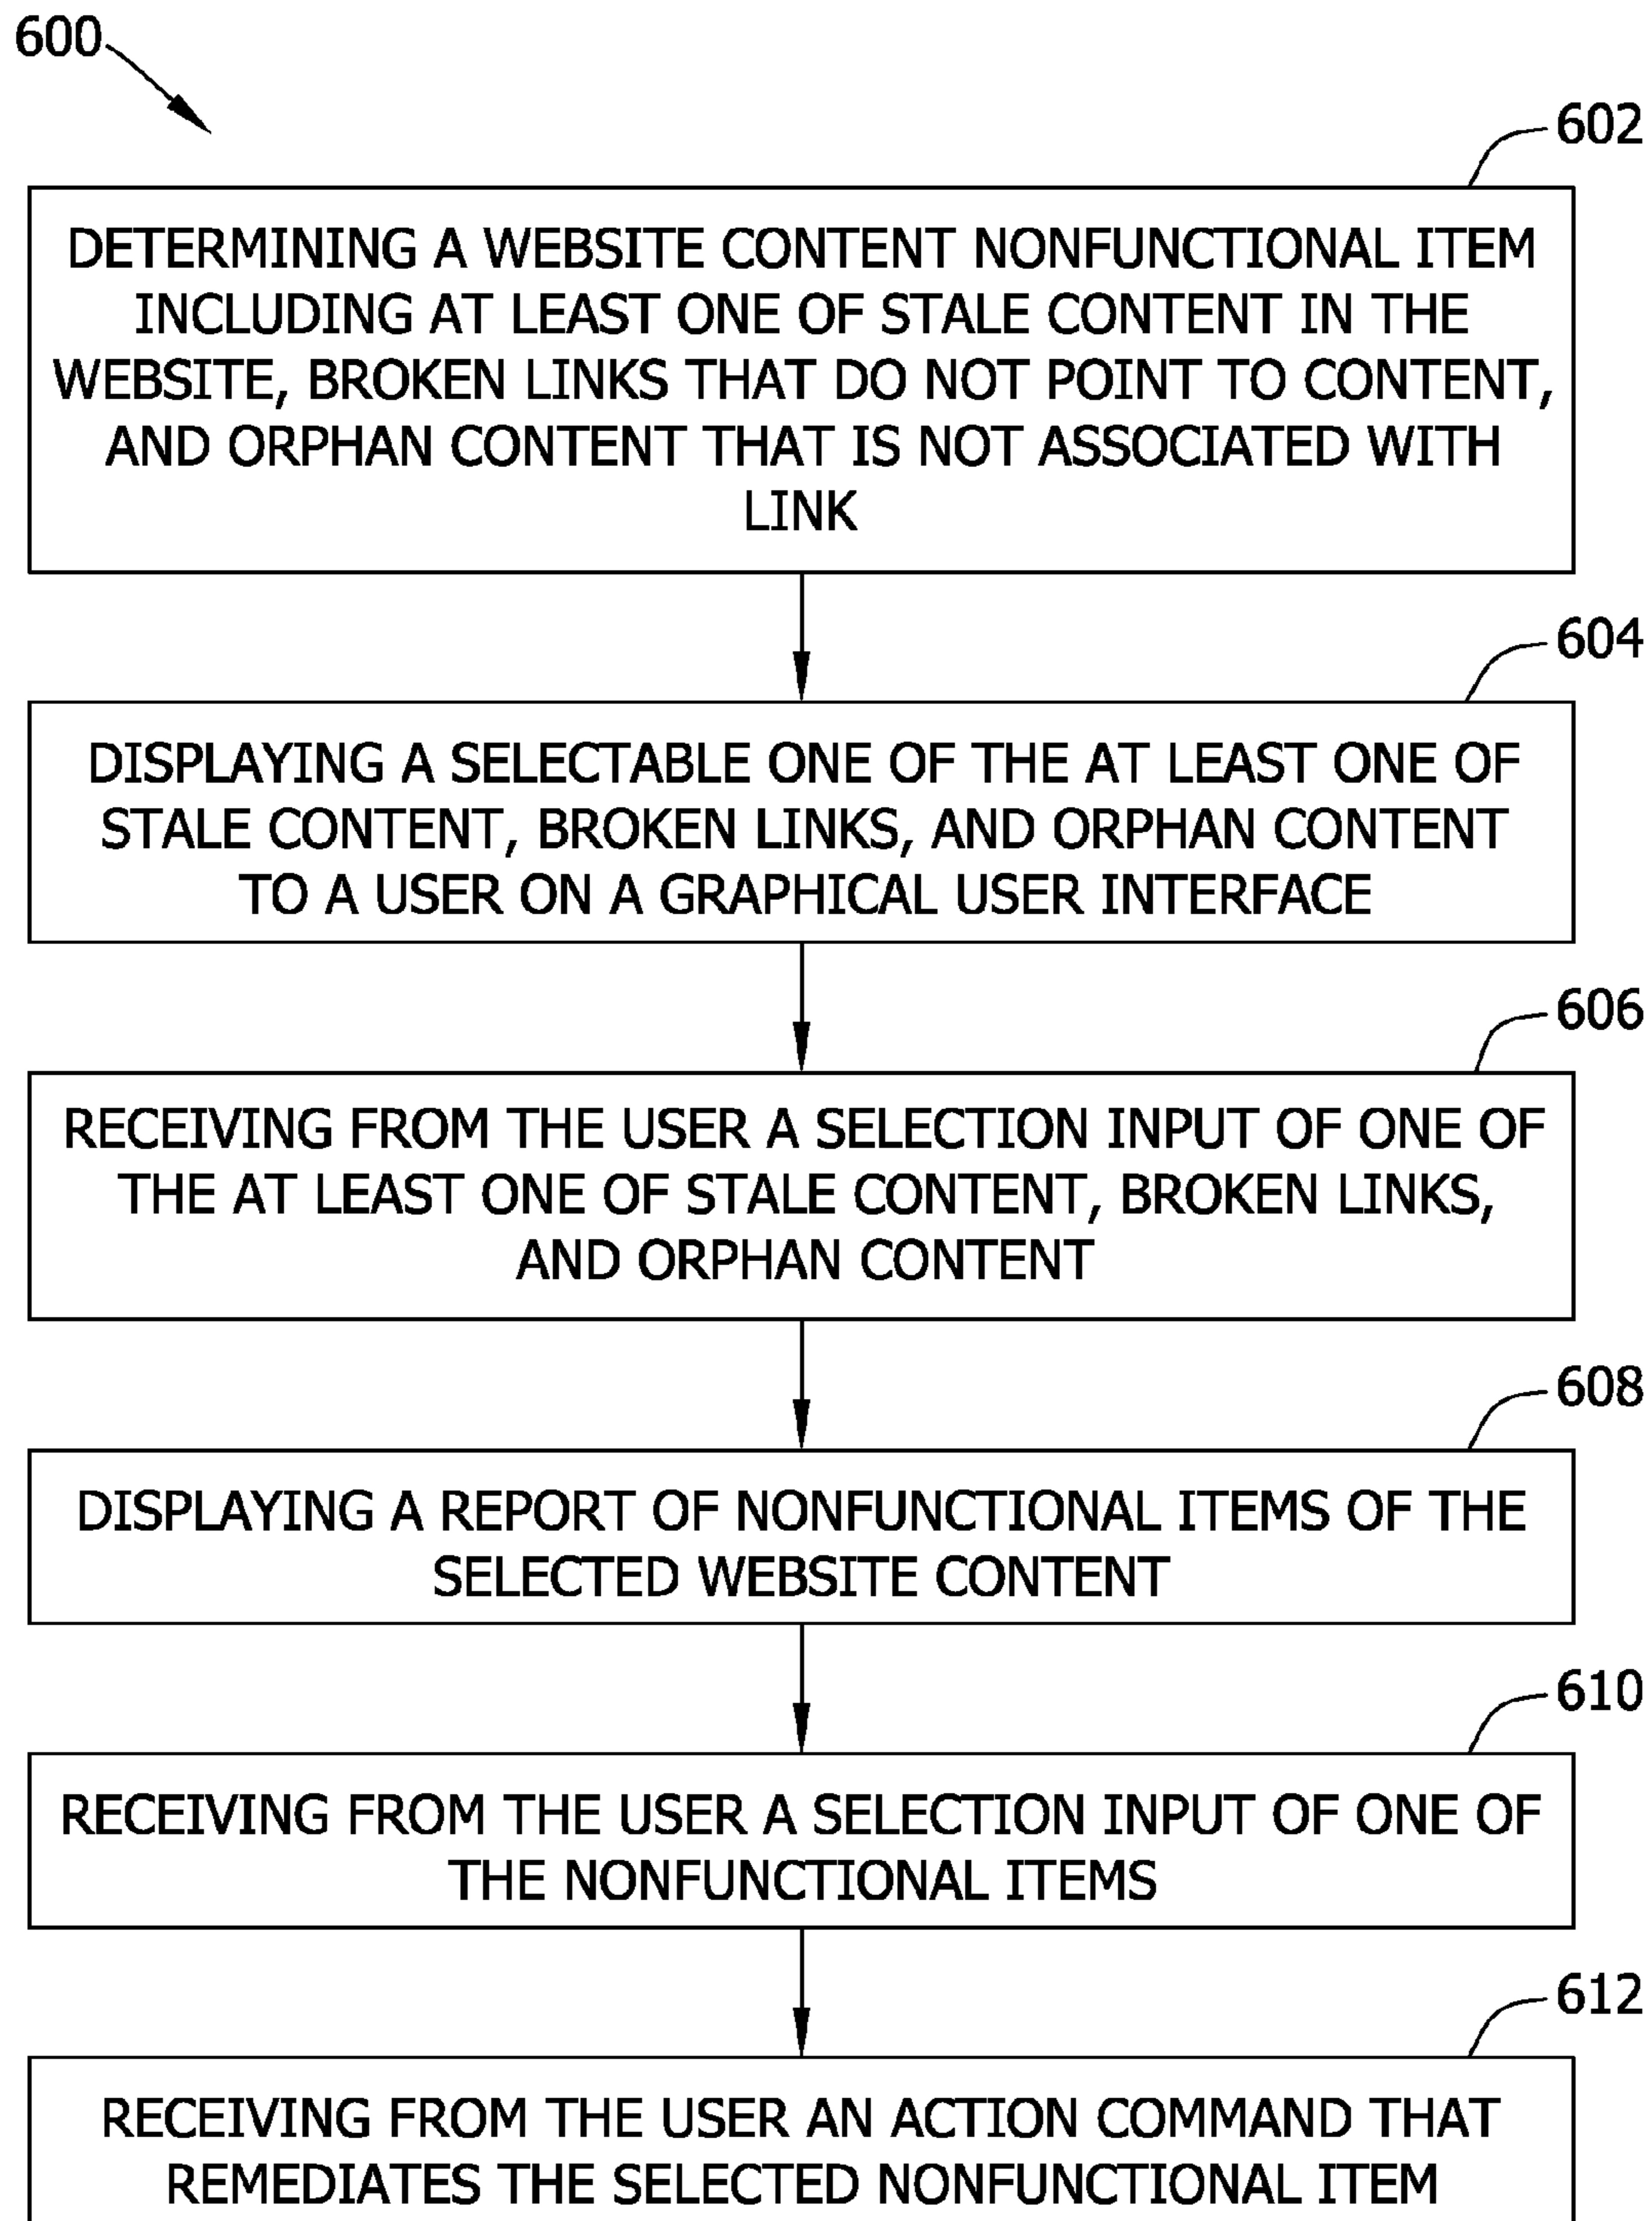 600
602
DETERMINING A WEBSITE CONTENT NONFUNCTIONAL ITEM
INCLUDING AT LEAST ONE OF STALE CONTENT IN THE
WEBSITE, BROKEN LINKS THAT DO NOT POINT TO CONTENT,
AND ORPHAN CONTENT THAT IS NOT ASSOCIATED WITH
LINK
604
DISPLAYING A SELECTABLE ONE OF THE AT LEAST ONE OF
STALE CONTENT, BROKEN LINKS, AND ORPHAN CONTENT
TO A USER ON A GRAPHICAL USER INTERFACE
606
RECEIVING FROM THE USER A SELECTION INPUT OF ONE OF
THE AT LEAST ONE OF STALE CONTENT, BROKEN LINKS,
AND ORPHAN CONTENT
608
DISPLAYING A REPORT OF NONFUNCTIONAL ITEMS OF THE
SELECTED WEBSITE CONTENT
610
RECEIVING FROM THE USER A SELECTION INPUT OF ONE OF
THE NONFUNCTIONAL ITEMS
612
RECEIVING FROM THE USER AN ACTION COMMAND THAT
REMEDIATES THE SELECTED NONFUNCTIONAL ITEM